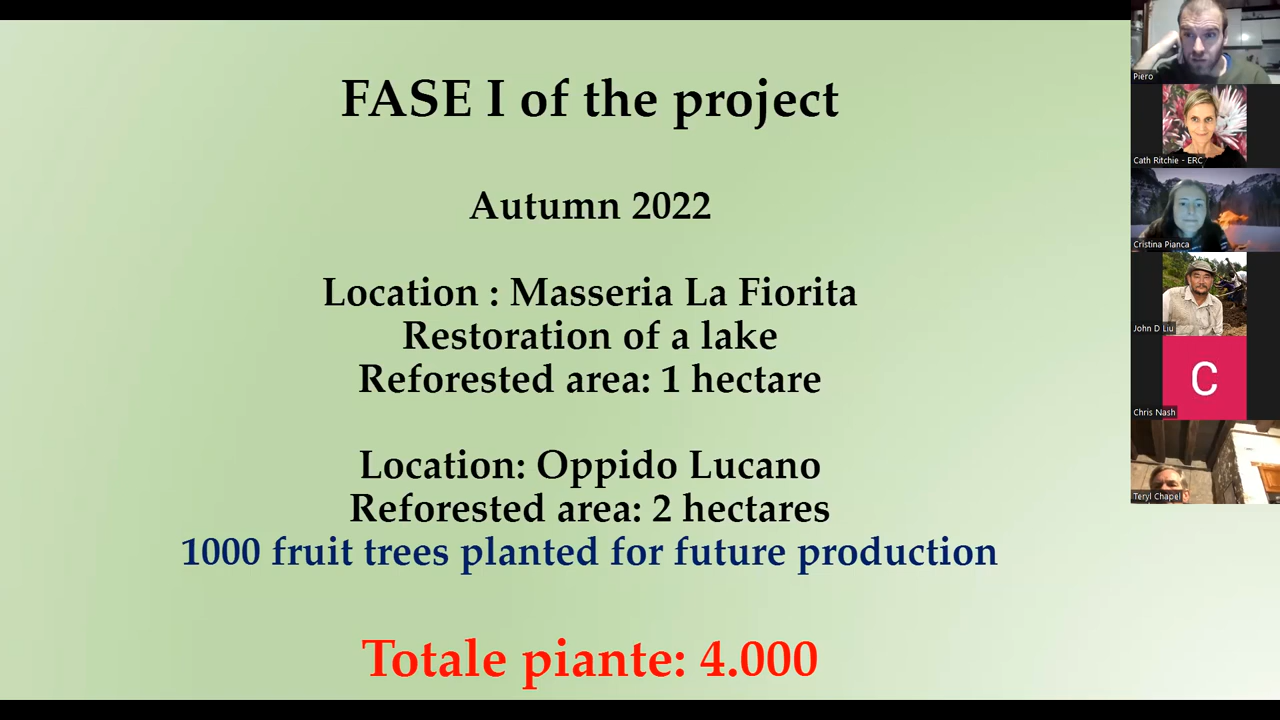 FASE I of the project
Autumn 2022
Location : Masseria La Fiorita
Restoration of a lake
Reforested area: 1 hectare
Location: Oppido Lucano
Reforested area: 2 hectares
1000 fruit trees planted for future production
Totale piante: 4.000
Piero
Cath Ritchie - ERC
Cristina Pianca
John D Liu
C
Chris Nash
Teryl Chapel